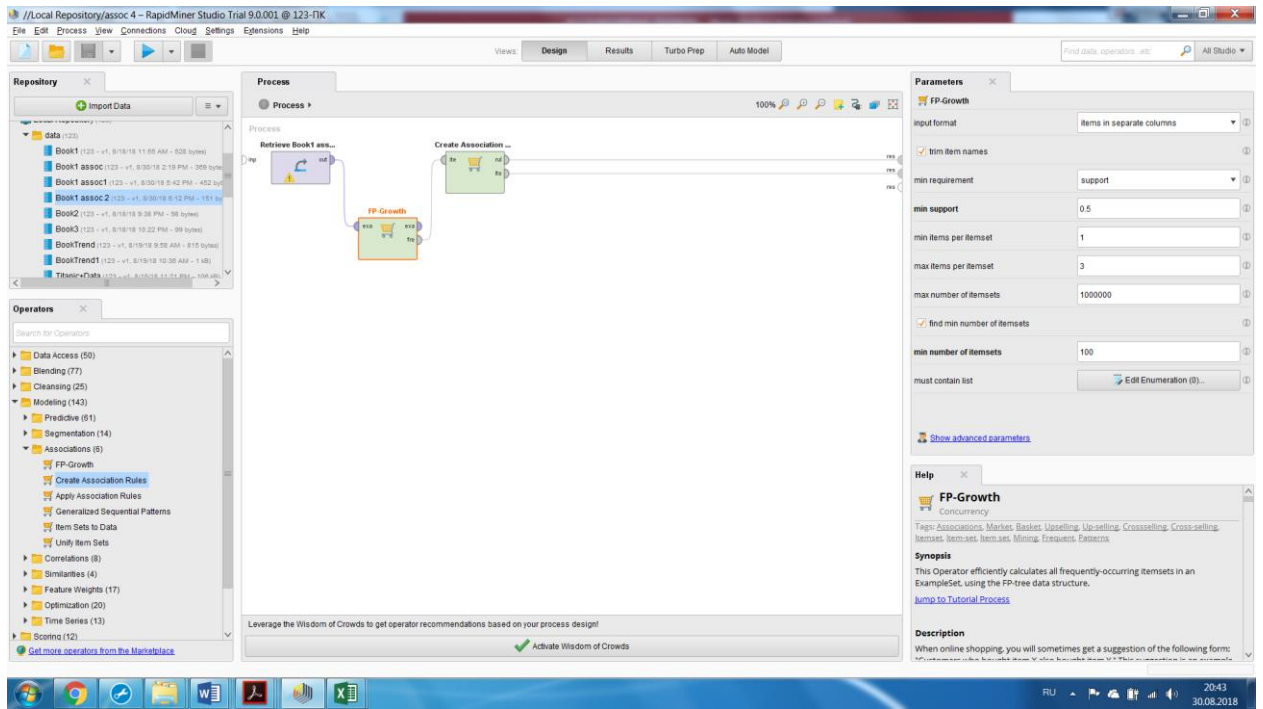 //Local Repository/assoc 4 – RapidMiner Studio Trial 9.0.001 @ 123-ПК
File Edit Process View Connections Cloud Settings Extensions Help
Views: Design Results Turbo Prep Auto Model
Find data, operators...etc All Studio
Repository
Import Data
data (123)
Book1 (123 - v1, 8/18/18 11:55 AM - 828 bytes)
Book1 assoc (123 - v1, 8/30/18 2:19 PM - 369 byte
Book1 assoc1 (123 - v1, 8/30/18 5:42 PM - 452 byt
Book1 assoc 2 (123 - v1, 8/30/18 8:12 PM - 151 by
Book2 (123 - v1, 8/18/18 9:38 PM - 98 bytes)
Book3 (123 - v1, 8/18/18 10:22 PM - 99 bytes)
BookTrend (123 - v1, 8/19/18 9:58 AM - 815 bytes)
BookTrend1 (123 - v1, 8/19/18 10:36 AM - 1 kB)
Operators
Search for Operators
Data Access (50)
Blending (77)
Cleansing (25)
Modeling (143)
Predictive (61)
Segmentation (14)
Associations (6)
FP-Growth
Create Association Rules
Apply Association Rules
Generalized Sequential Patterns
Item Sets to Data
Unify Item Sets
Correlations (8)
Similarities (4)
Feature Weights (17)
Optimization (20)
Time Series (13)
Scoring (12)
Get more operators from the Marketplace
Process
Process
100%
Process
Retrieve Book1 ass...
inp
out
Create Association ...
ite rul
ite
FP-Growth
exa exa
fre
res
res
res
Leverage the Wisdom of Crowds to get operator recommendations based on your process design!
Activate Wisdom of Crowds
Parameters
FP-Growth
input format items in separate columns
trim item names
min requirement support
min support 0.5
min items per itemset 1
max items per itemset 3
max number of itemsets 1000000
find min number of itemsets
min number of itemsets 100
must contain list Edit Enumeration (0)...
Show advanced parameters
Help
FP-Growth
Concurrency
Tags: Associations, Market, Basket, Upselling, Up-selling, Crossselling, Cross-selling,
Itemset, Item-set, Item set, Mining, Frequent, Patterns
Synopsis
This Operator efficiently calculates all frequently-occurring itemsets in an
ExampleSet, using the FP-tree data structure.
Jump to Tutorial Process
Description
When online shopping, you will sometimes get a suggestion of the following form:
RU
20:43
30.08.2018